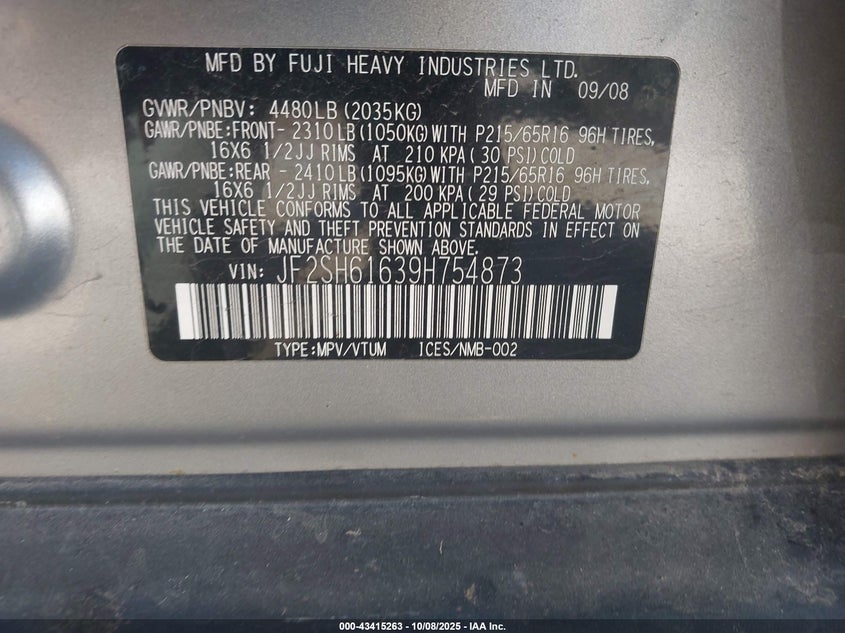 MFD BY FUJI HEAVY INDUSTRIES LTD.
MFD IN 09/08
GVWR/PNBV: 4480LB(2035KG)
GAWR/PNBE:FRONT- 2310LB(1050KG)WITH P215/65R16 96H TIRES,
16X6 1/2JJ RIMS AT 210 KPA(30 PSI)COLD
GAWR/PNBE:REAR - 2410LB(1095KG)WITH P215/65R16 96H TIRES,
16X6 1/2JJ RIMS AT 200 KPA(29 PSI)COLD
THIS VEHICLE CONFORMS TO ALL APPLICABLE FEDERAL MOTOR
VEHICLE SAFETY AND THEFT PREVENTION STANDARDS IN EFFECT ON
THE DATE OF MANUFACTURE SHOWN ABOVE.
VIN: JF2SH61639H754873
TYPE:MPV/VTUM ICES/NMB-002
000-43415263 - 10/08/2025 - IAA Inc.